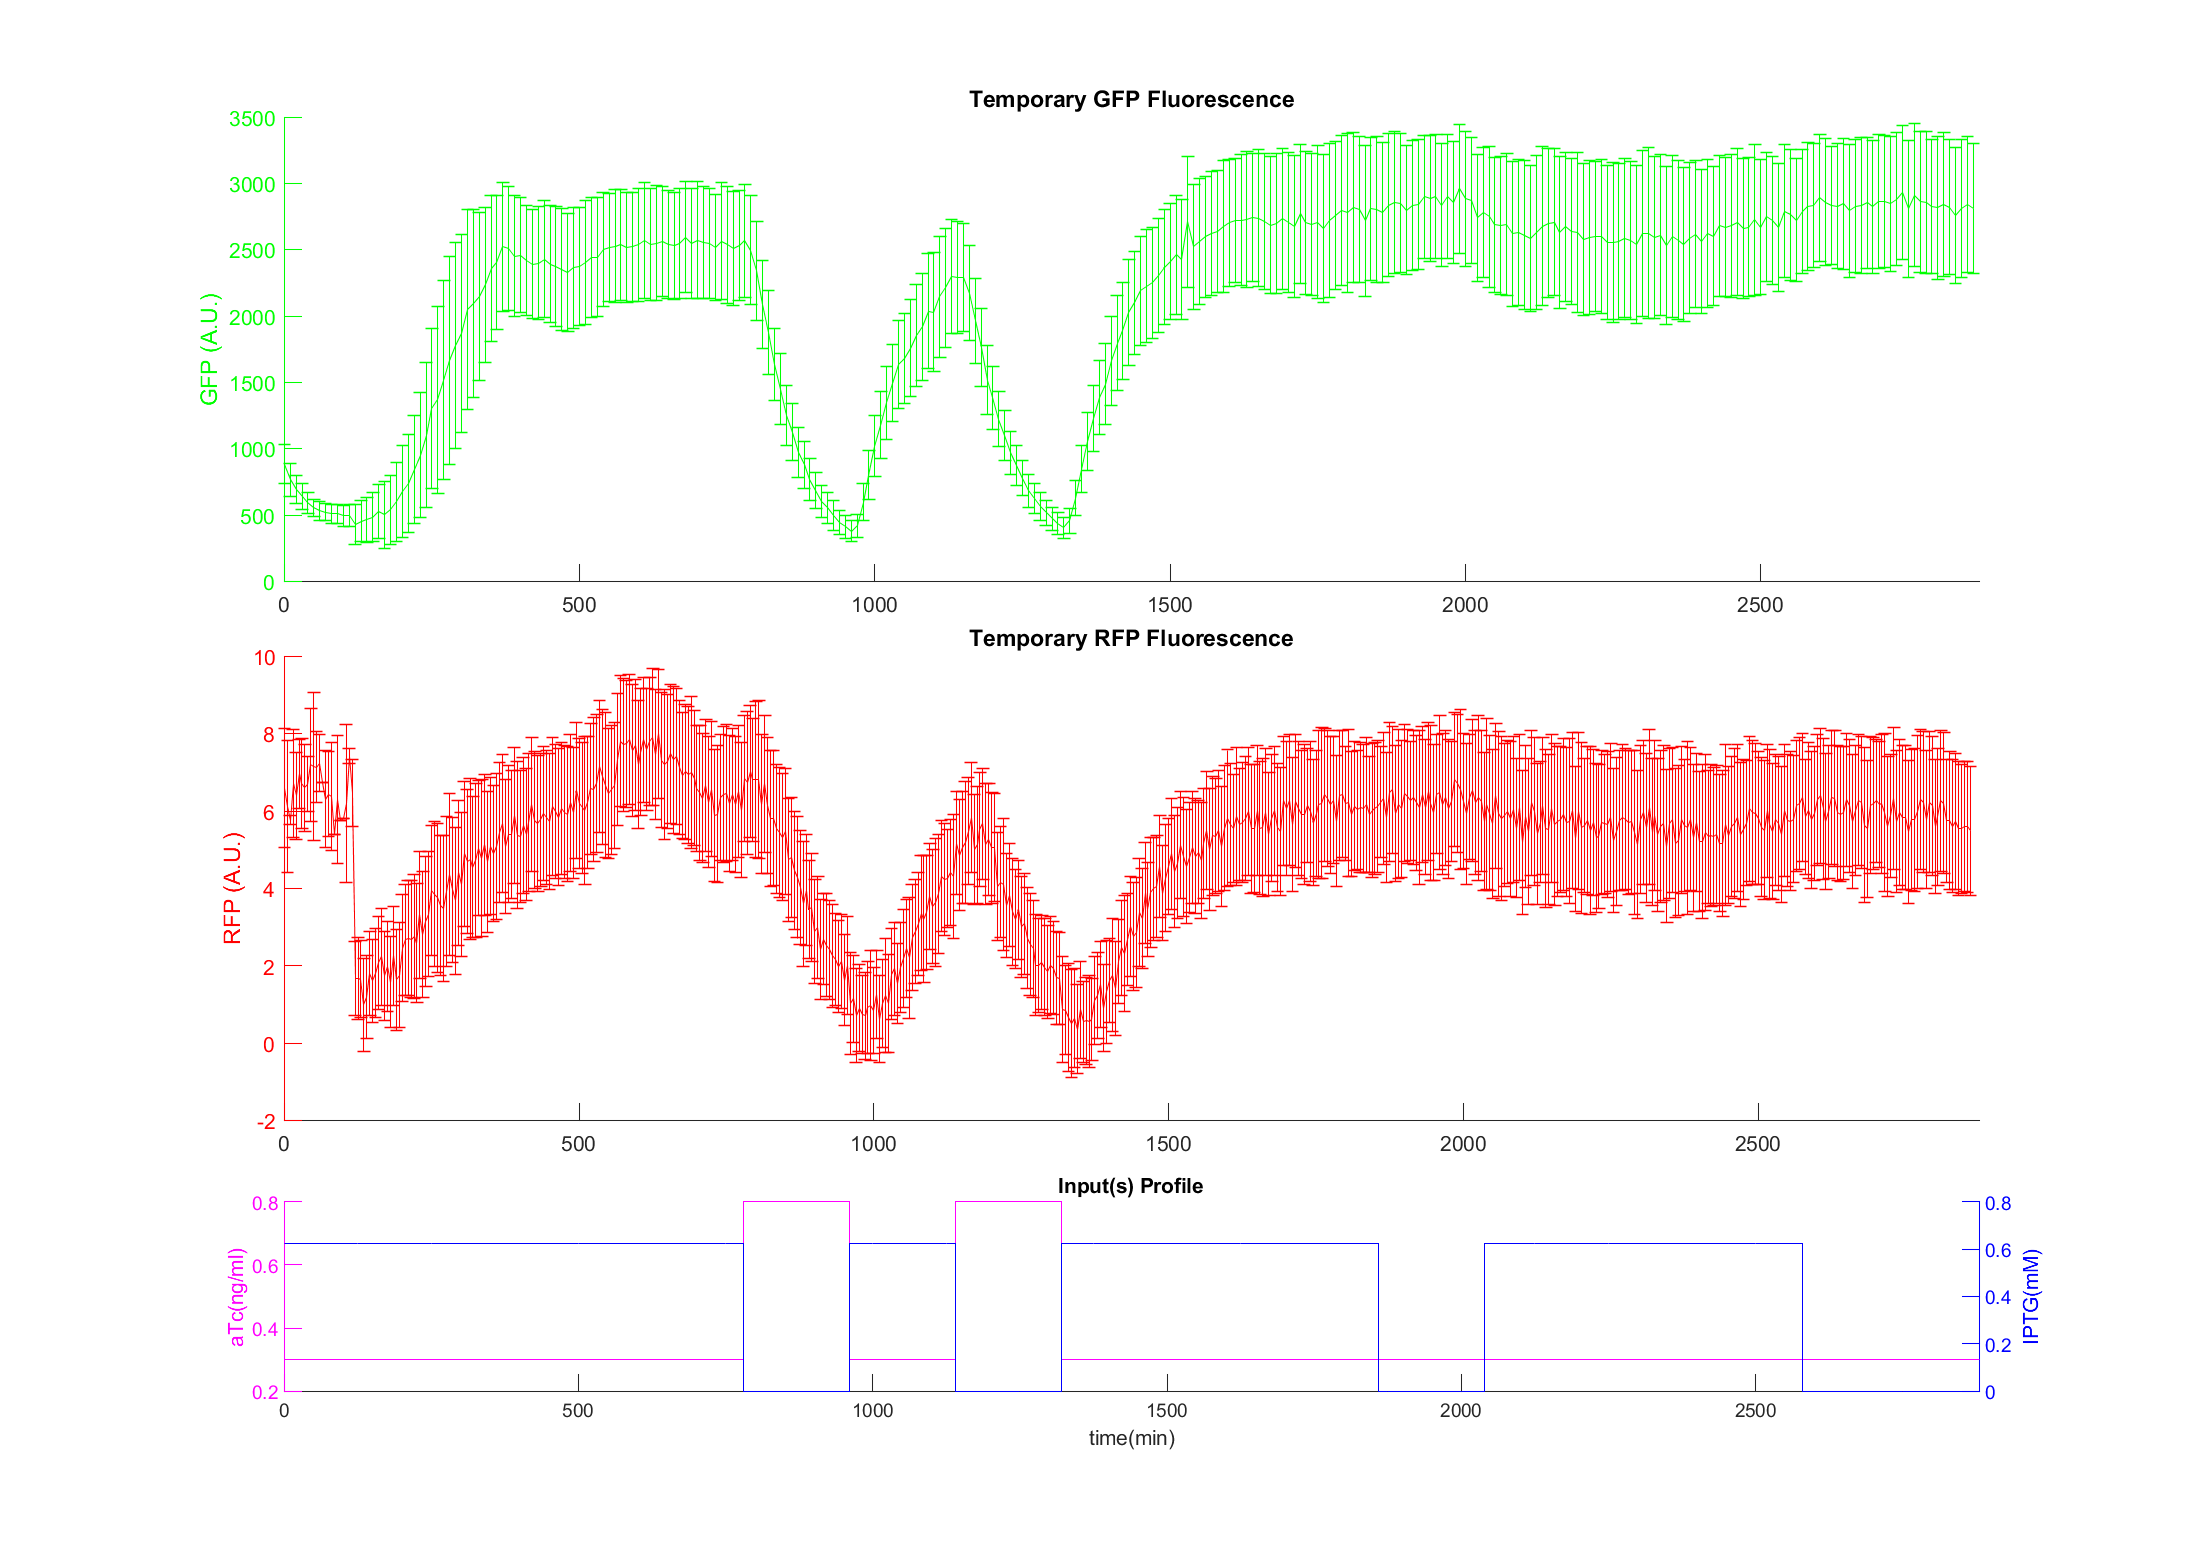 Temporary GFP Fluorescence
GFP (A.U.)
3500
3000
2500
2000
1500
1000
500
0
0 500 1000 1500 2000 2500
Temporary RFP Fluorescence
RFP (A.U.)
10
8
6
4
2
0
-2
0 500 1000 1500 2000 2500
Input(s) Profile
aTc(ng/ml)
0.8
0.6
0.4
0.2
0.8
0.6
0.4
0.2
0
IPTG(mM)
0 500 1000 1500 2000 2500
time(min)